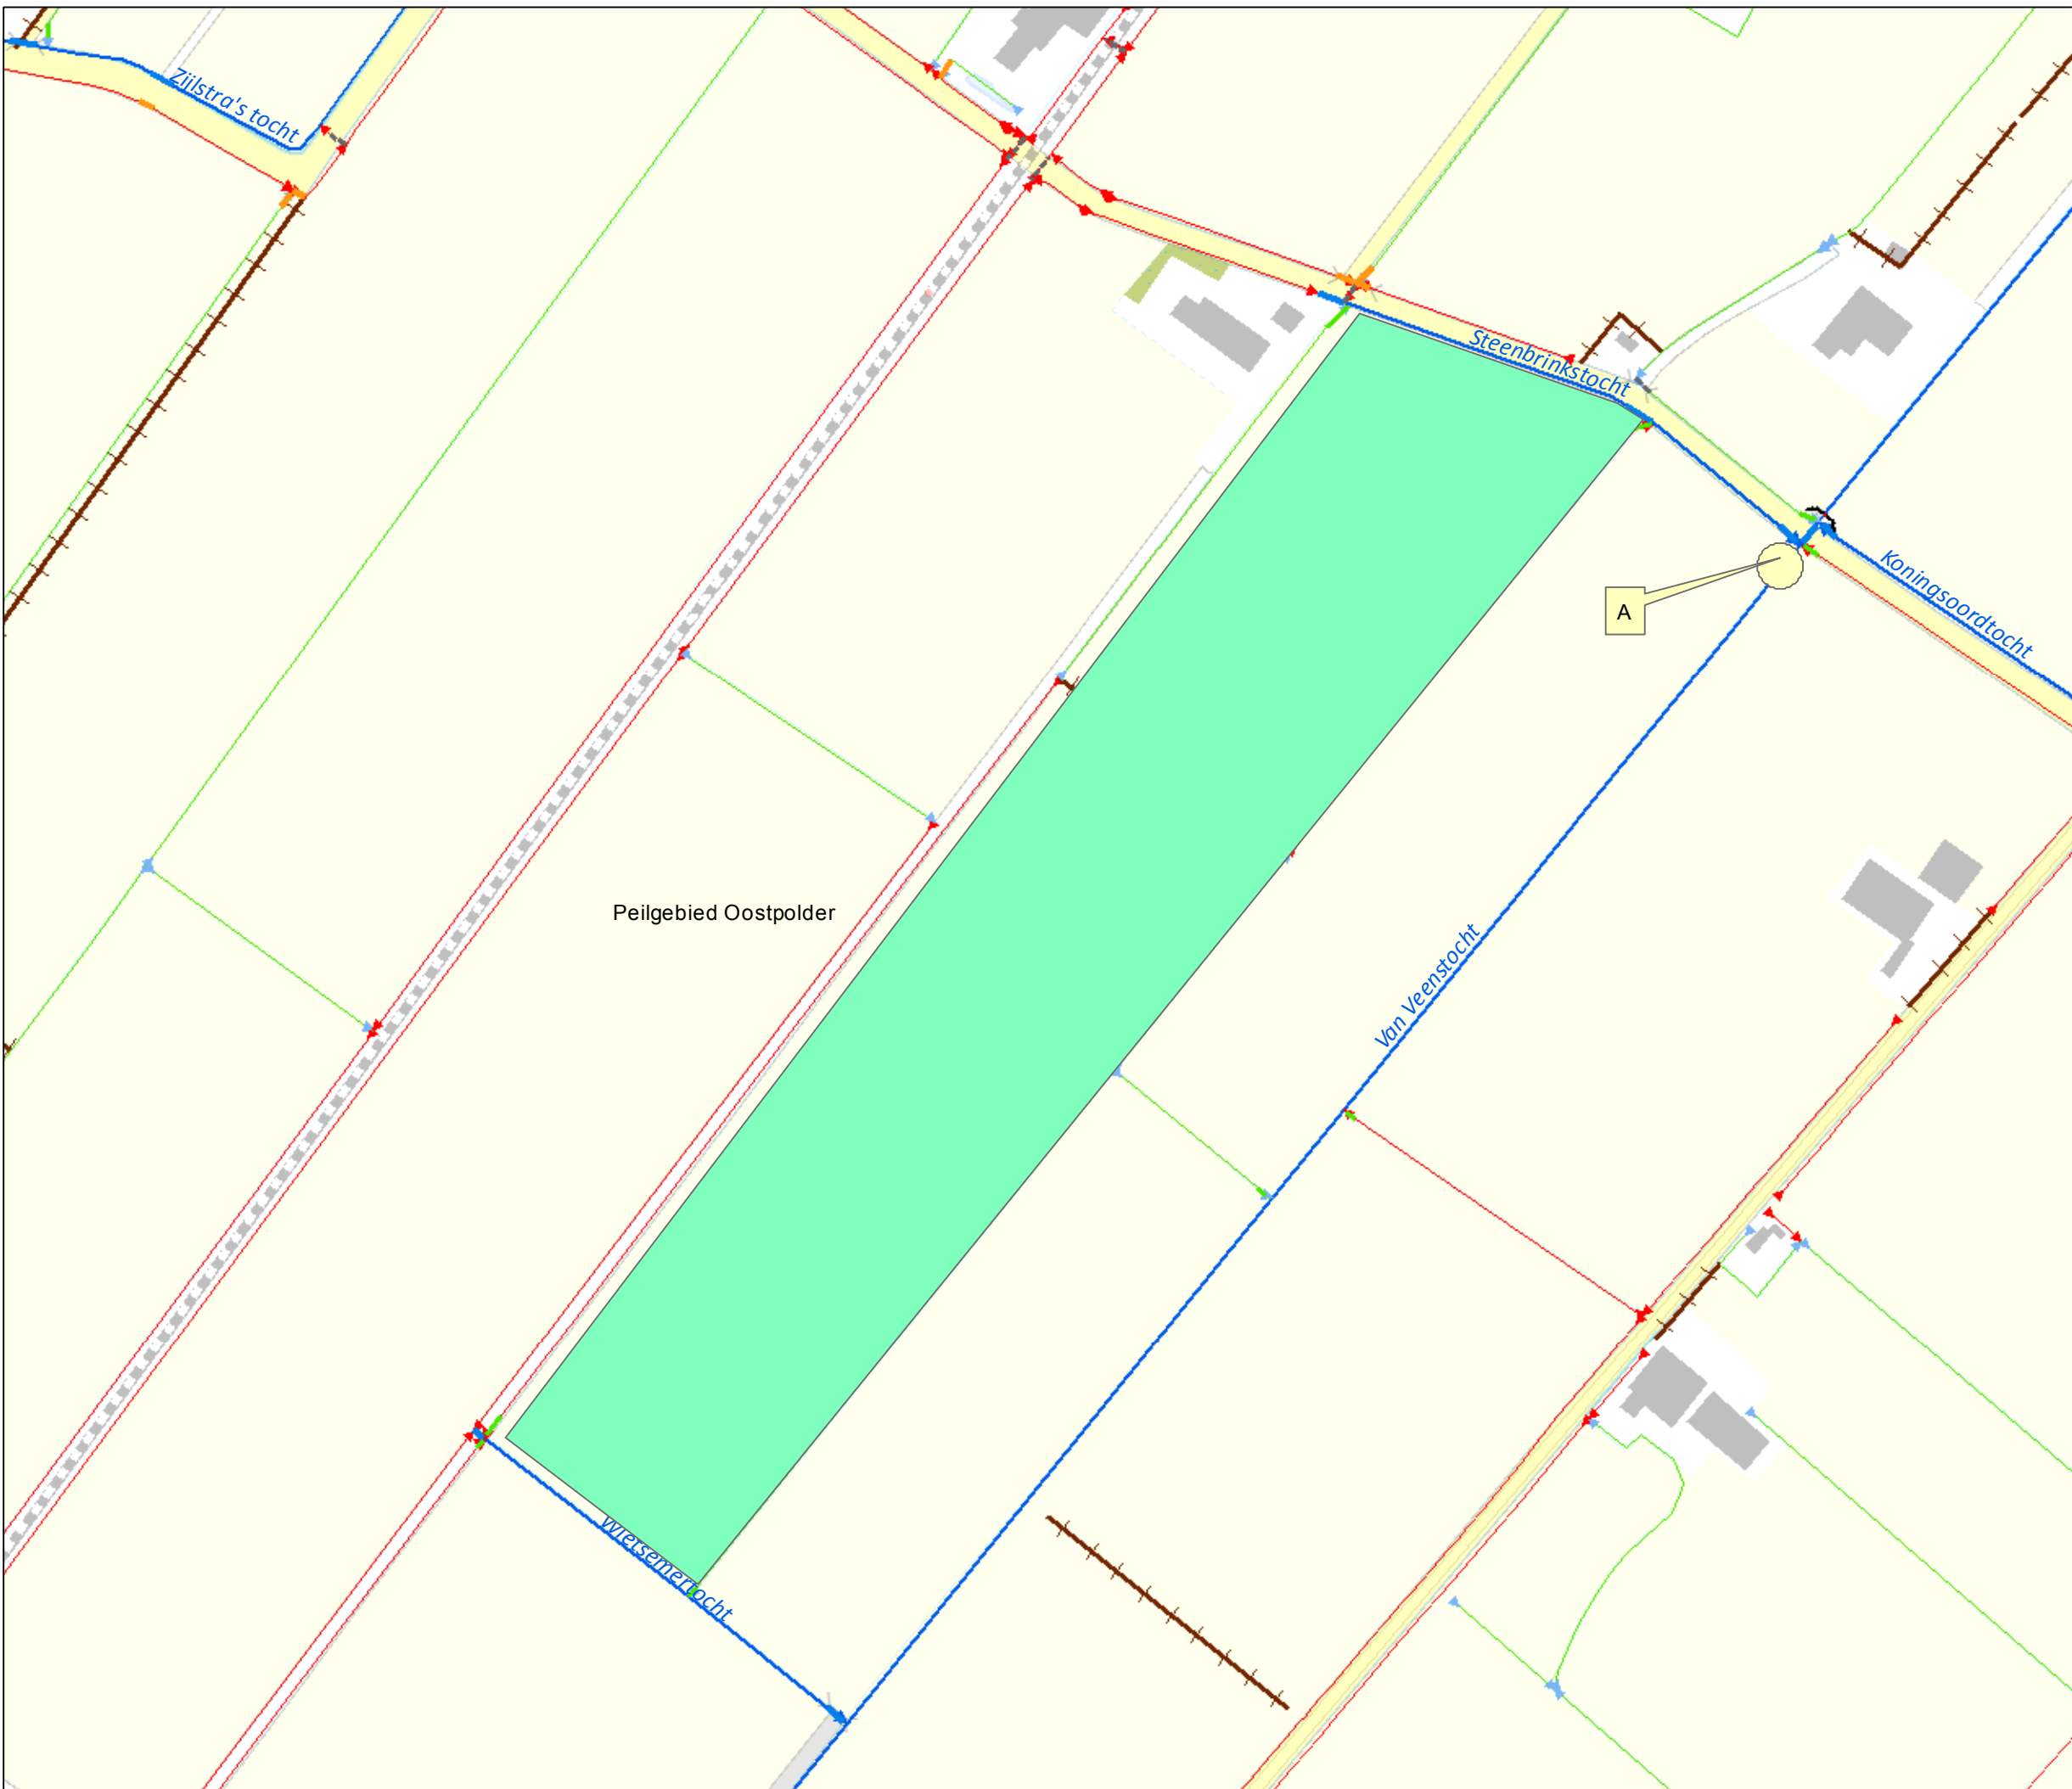 Zijlstra's tocht
Steenbrinkstocht
A
Koningsoordtocht
Peilgebied Oostpolder
Van Veenstocht
Wietsemertocht